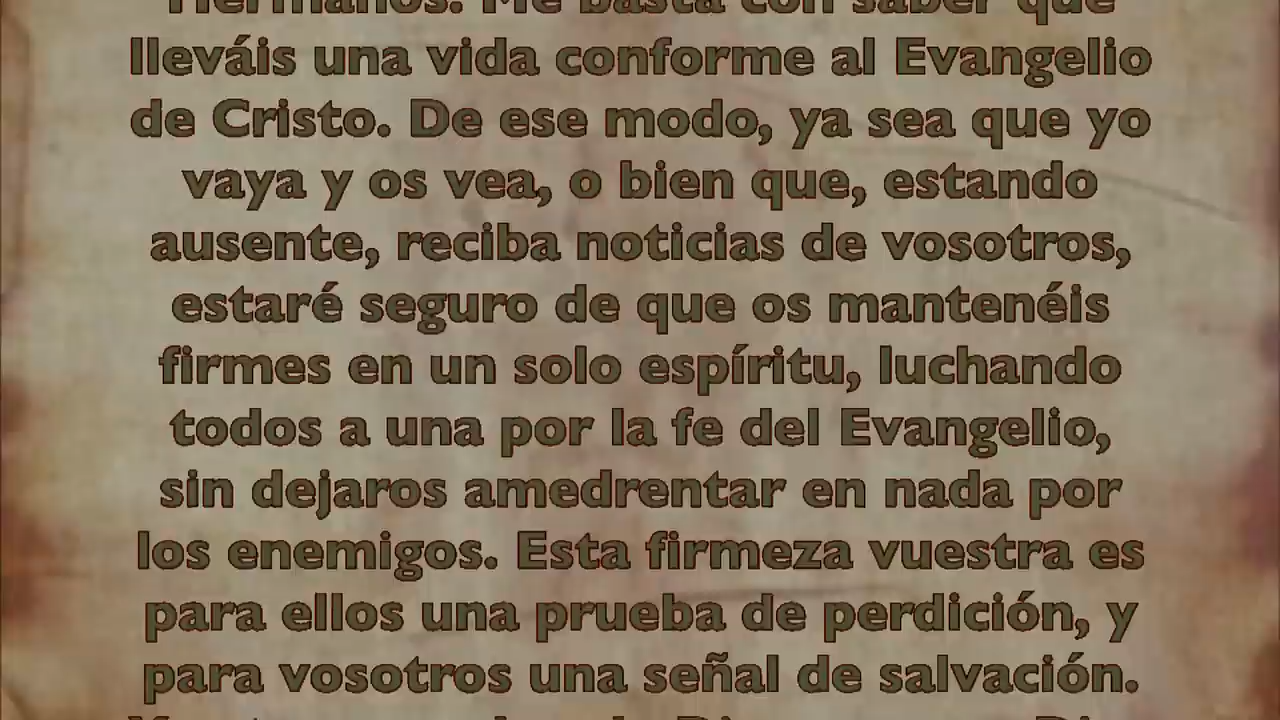 Hermanos: Me basta con saber que
lleváis una vida conforme al Evangelio
de Cristo. De ese modo, ya sea que yo
vaya y os vea, o bien que, estando
ausente, reciba noticias de vosotros,
estaré seguro de que os mantenéis
firmes en un solo espíritu, luchando
todos a una por la fe del Evangelio,
sin dejaros amedrentar en nada por
los enemigos. Esta firmeza vuestra es
para ellos una prueba de perdición, y
para vosotros una señal de salvación.